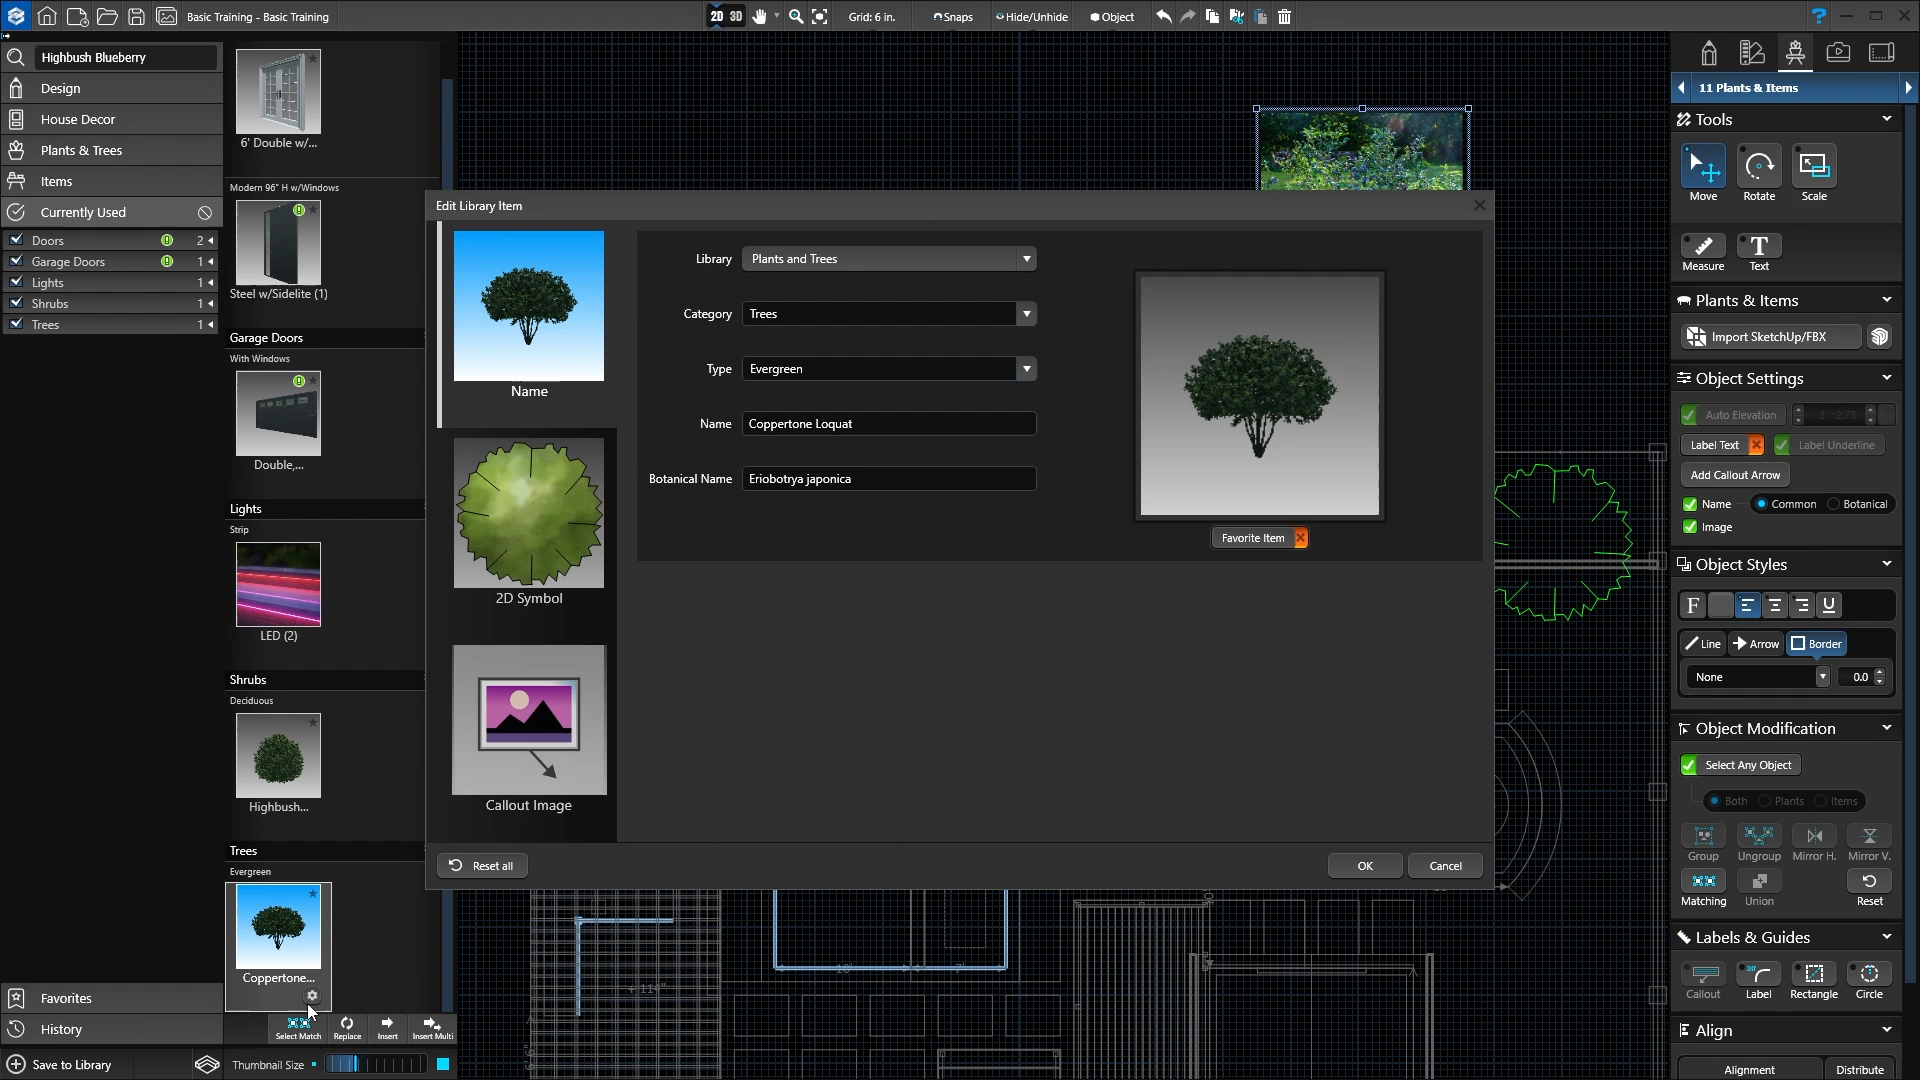 Basic Training - Basic Training
2D 3D
Grid: 6 in.
Snaps
Hide/Unhide
Object
?
Highbush Blueberry
Design
House Decor
Plants & Trees
Items
Currently Used
Doors 2
Garage Doors 1
Lights 1
Shrubs 1
Trees 1
Favorites
History
Save to Library
6' Double w/...
Modern 96" H w/Windows
Steel w/Sidelite (1)
Garage Doors
With Windows
Double,...
Lights
Strip
LED (2)
Shrubs
Deciduous
Highbush...
Trees
Evergreen
Coppertone...
Select Match
Replace
Insert
Insert Multi
Thumbnail Size
Edit Library Item
Name
2D Symbol
Callout Image
Library Plants and Trees
Category Trees
Type Evergreen
Name Coppertone Loquat
Botanical Name Eriobotrya japonica
Favorite Item
Reset all
OK
Cancel
11 Plants & Items
Tools
Move
Rotate
Scale
Measure
Text
Plants & Items
Import SketchUp/FBX
Object Settings
Auto Elevation
Label Text
Label Underline
Add Callout Arrow
Name
Common
Botanical
Image
Object Styles
F
U
Line
Arrow
Border
None
0.0
Object Modification
Select Any Object
Both
Plants
Items
Group
Ungroup
Mirror H.
Mirror V.
Matching
Union
Reset
Labels & Guides
Callout
Label
Rectangle
Circle
Align
Alignment
Distribute